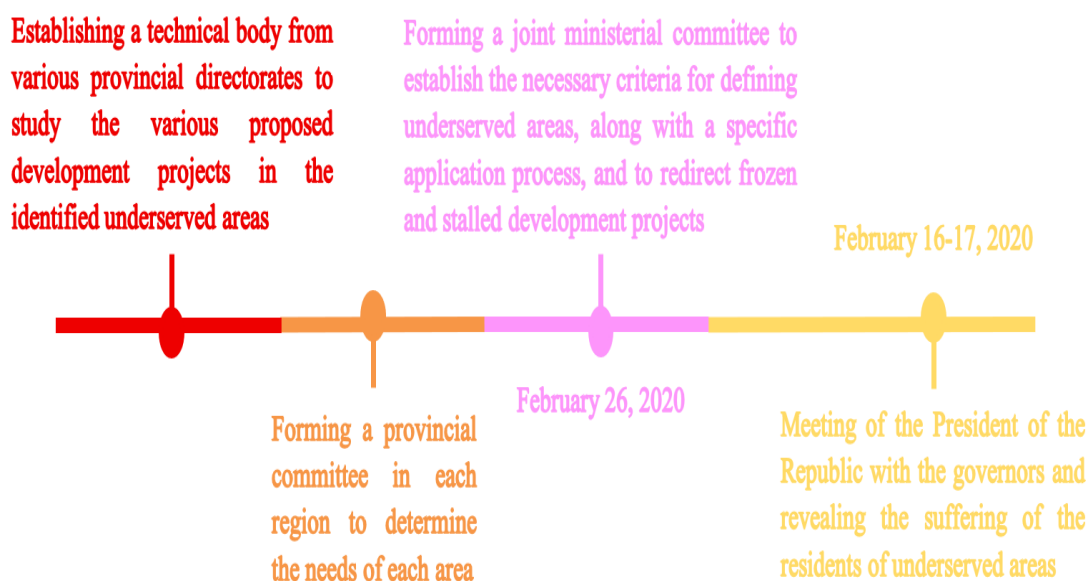 Establishing a technical body from
various provincial directorates to
study the various proposed
development projects in the
identified underserved areas
Forming a joint ministerial committee to
establish the necessary criteria for defining
underserved areas, along with a specific
application process, and to redirect frozen
and stalled development projects
February 16-17, 2020
Forming a provincial
committee in each
region to determine
the needs of each area
February 26, 2020
Meeting of the President of the
Republic with the governors and
revealing the suffering of the
residents of underserved areas